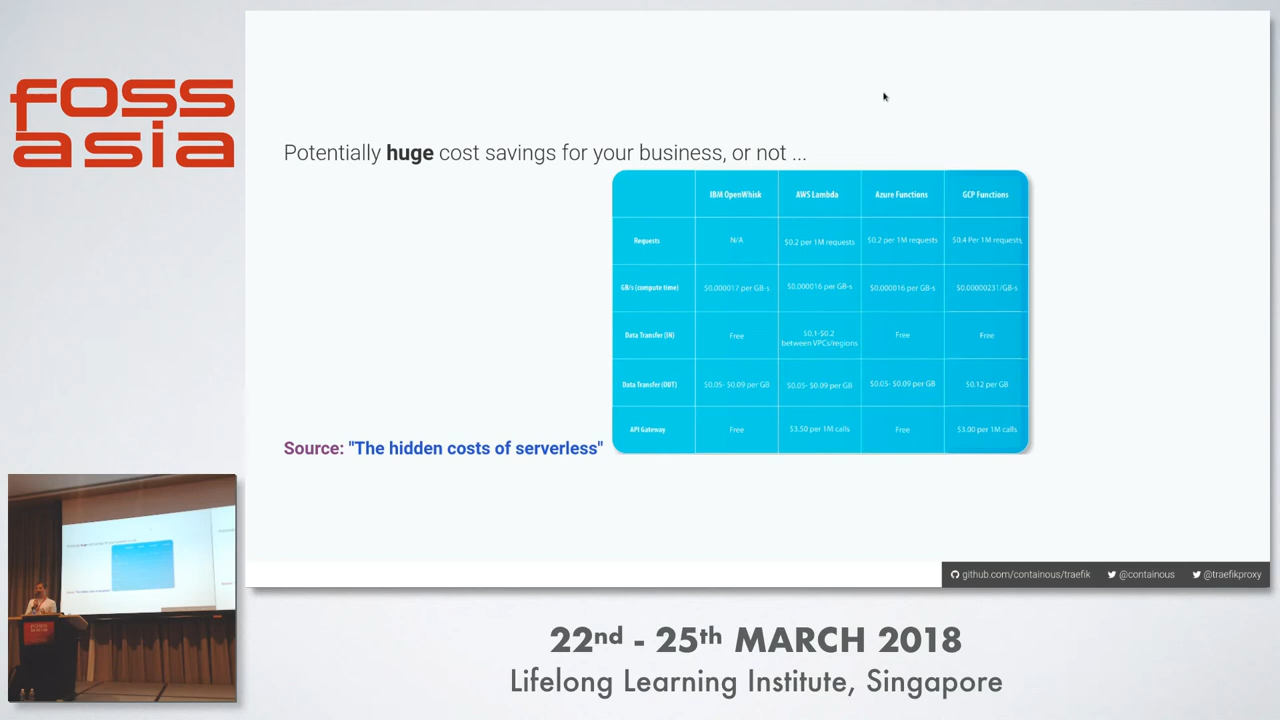 foss
asia
Potentially huge cost savings for your business, or not ...
IBM OpenWhisk AWS Lambda Azure Functions GCP Functions
Requests N/A $0.2 per 1M requests $0.2 per 1M requests $0.4 Per 1M requests
GB/s (compute time) $0.000017 per GB-s $0.000016 per GB-s $0.000016 per GB-s $0.00000231/GB-s
Data Transfer (IN) Free $0.1-$0.2 between VPCs/regions Free Free
Data Transfer (OUT) $0.05- $0.09 per GB $0.05- $0.09 per GB $0.05- $0.09 per GB $0.12 per GB
API Gateway Free $3.50 per 1M calls Free $3.00 per 1M calls
Source: "The hidden costs of serverless"
github.com/containous/traefik @containous @traefikproxy
22nd - 25th MARCH 2018
Lifelong Learning Institute, Singapore